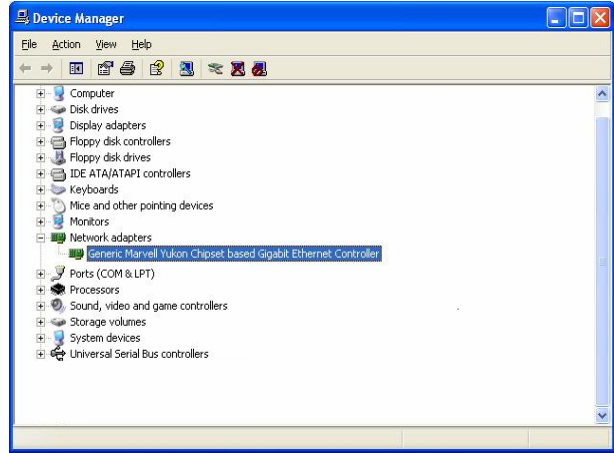 Device Manager
File Action View Help
Computer
Disk drives
Display adapters
Floppy disk controllers
Floppy disk drives
IDE ATA/ATAPI controllers
Keyboards
Mice and other pointing devices
Monitors
Network adapters
Generic Marvell Yukon Chipset based Gigabit Ethernet Controller
Ports (COM & LPT)
Processors
Sound, video and game controllers
Storage volumes
System devices
Universal Serial Bus controllers